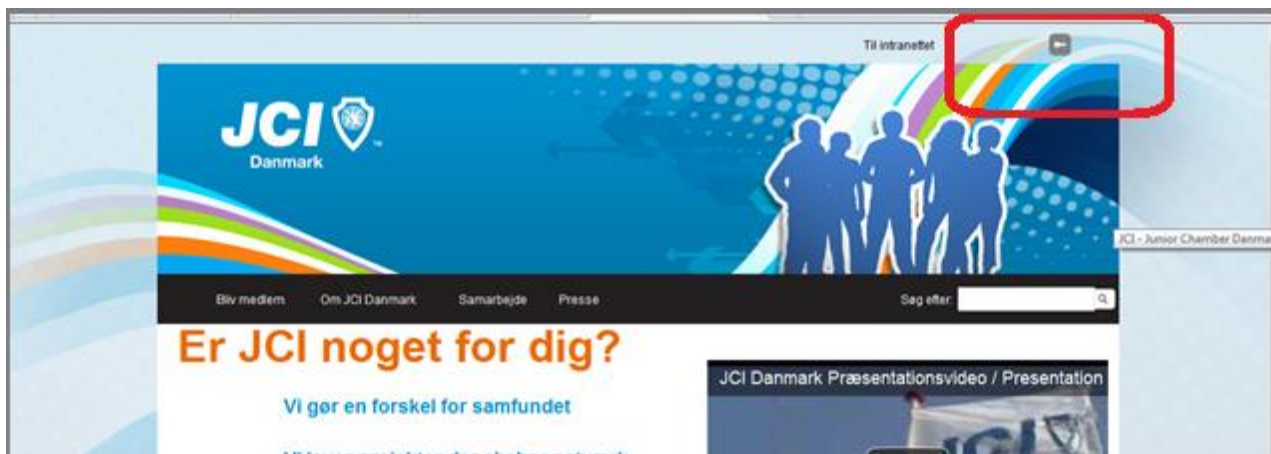 Til intranettet
JCI
Danmark
JCI - Junior Chamber Danma
Bliv medlem Om JCI Danmark Samarbejde Presse Søg efter:
Er JCI noget for dig?
JCI Danmark Præsentationsvideo / Presentation
Vi gør en forskel for samfundet
JCI